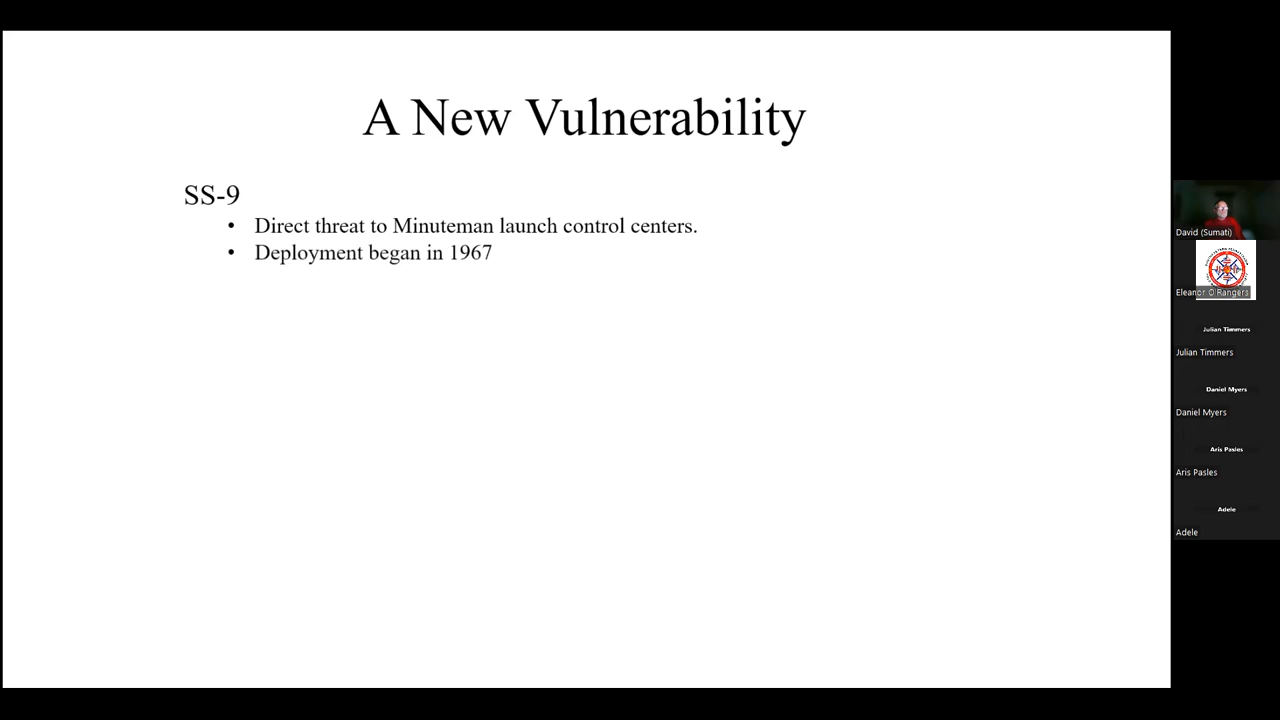 A New Vulnerability
SS-9
• Direct threat to Minuteman launch control centers.
• Deployment began in 1967
David (Sumati)
Eleanor O'Rangers
Julian Timmers
Julian Timmers
Daniel Myers
Daniel Myers
Aris Pasles
Aris Pasles
Adele
Adele